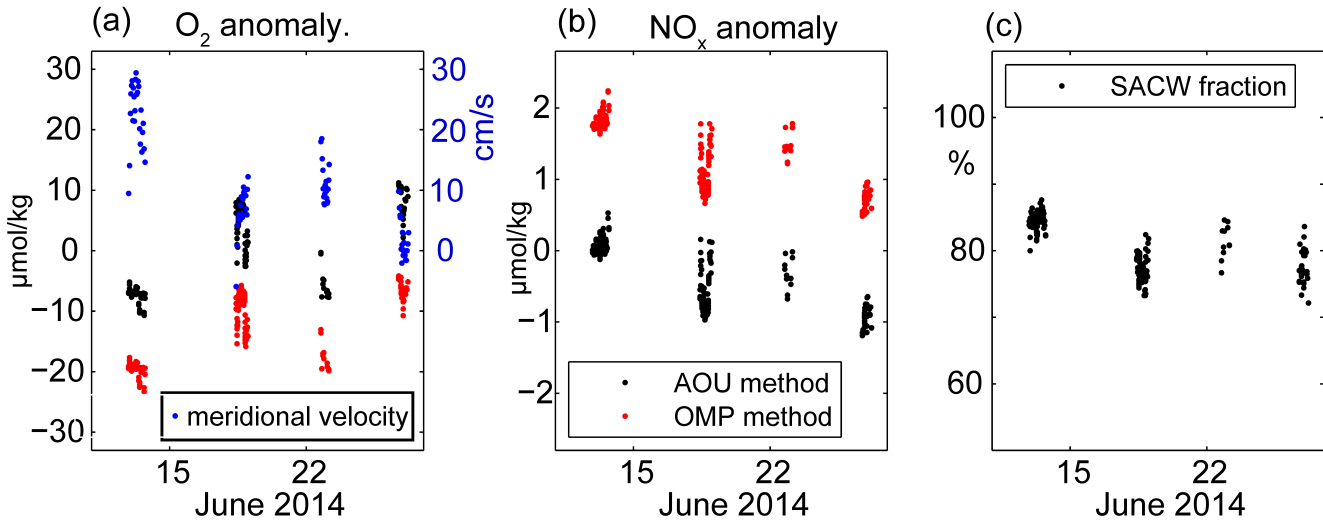 (a) O₂ anomaly.
30 30
20 20
10 10
0 0
−10
−20
−30
μmol/kg
cm/s
meridional velocity
15 22
June 2014
(b) NOₓ anomaly
2
1
0
−1
−2
μmol/kg
AOU method
OMP method
15 22
June 2014
(c)
SACW fraction
100
%
80
60
15 22
June 2014